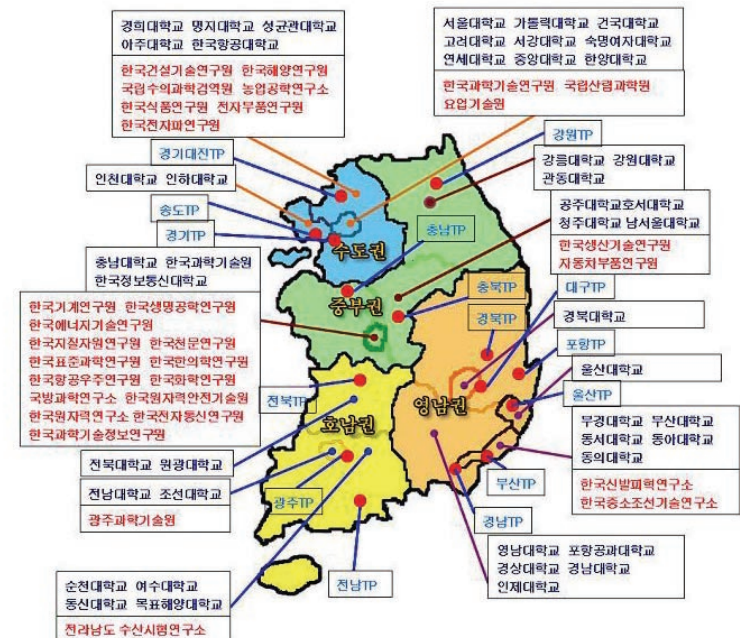 경희대학교 명지대학교 성균관대학교
아주대학교 한국항공대학교
한국건설기술연구원 한국해양연구원
국립수의과학검역원 농업공학연구소
한국식품연구원 전자부품연구원
한국전자파연구원
서울대학교 가톨릭대학교 건국대학교
고려대학교 서강대학교 숙명여자대학교
연세대학교 중앙대학교 한양대학교
한국과학기술연구원 국립산림과학원
요업기술원
경기대진TP
강원TP
인천대학교 인하대학교
강릉대학교 강원대학교
관동대학교
송도TP
경기TP
수도권
충남TP
공주대학교호서대학교
청주대학교 남서울대학교
한국생산기술연구원
자동차부품연구원
충남대학교 한국과학기술원
한국정보통신대학교
한국기계연구원 한국생명공학연구원
한국에너지기술연구원
한국지질자원연구원 한국천문연구원
한국표준과학연구원 한국한의학연구원
한국항공우주연구원 한국화학연구원
국방과학연구소 한국원자력안전기술원
한국원자력연구소 한국전자통신연구원
한국과학기술정보연구원
중부권
충북TP
대구TP
경북TP
경북대학교
포항TP
울산대학교
울산TP
전북TP
영남권
호남권
부경대학교 부산대학교
동서대학교 동아대학교
동의대학교
한국신발피혁연구소
한국중소조선기술연구소
전북대학교 원광대학교
전남대학교 조선대학교
광주과학기술원
광주TP
부산TP
경남TP
영남대학교 포항공과대학교
경상대학교 경남대학교
인제대학교
전남TP
순천대학교 여수대학교
동신대학교 목표해양대학교
전라남도 수산시험연구소